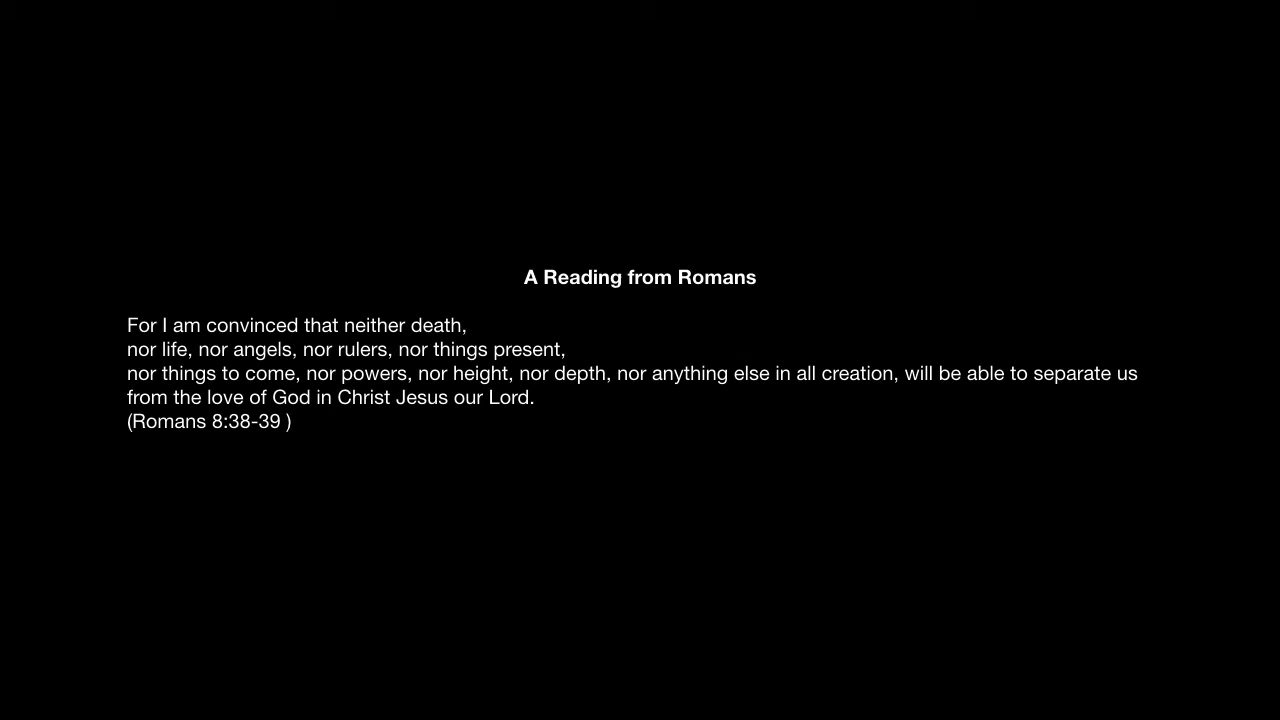 A Reading from Romans
For I am convinced that neither death,
nor life, nor angels, nor rulers, nor things present,
nor things to come, nor powers, nor height, nor depth, nor anything else in all creation, will be able to separate us
from the love of God in Christ Jesus our Lord.
(Romans 8:38-39 )